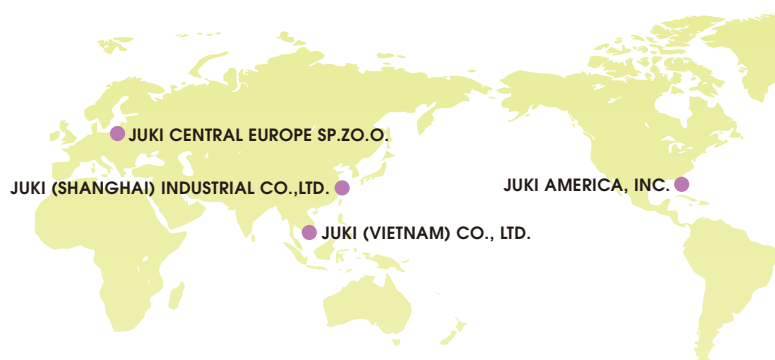 JUKI CENTRAL EUROPE SP.ZO.O.
JUKI (SHANGHAI) INDUSTRIAL CO.,LTD.
JUKI AMERICA, INC.
JUKI (VIETNAM) CO., LTD.